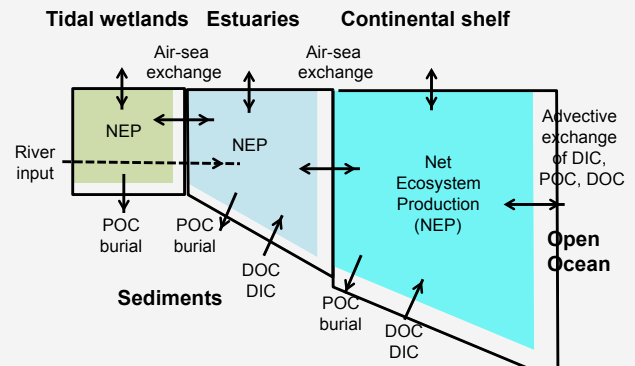 Tidal wetlands
Estuaries
Continental shelf
Air-sea
exchange
Air-sea
exchange
NEP
NEP
River
input
Net
Ecosystem
Production
(NEP)
Advective
exchange
of DIC,
POC, DOC
POC
burial
POC
burial
DOC
DIC
Open
Ocean
Sediments
POC
burial
DOC
DIC